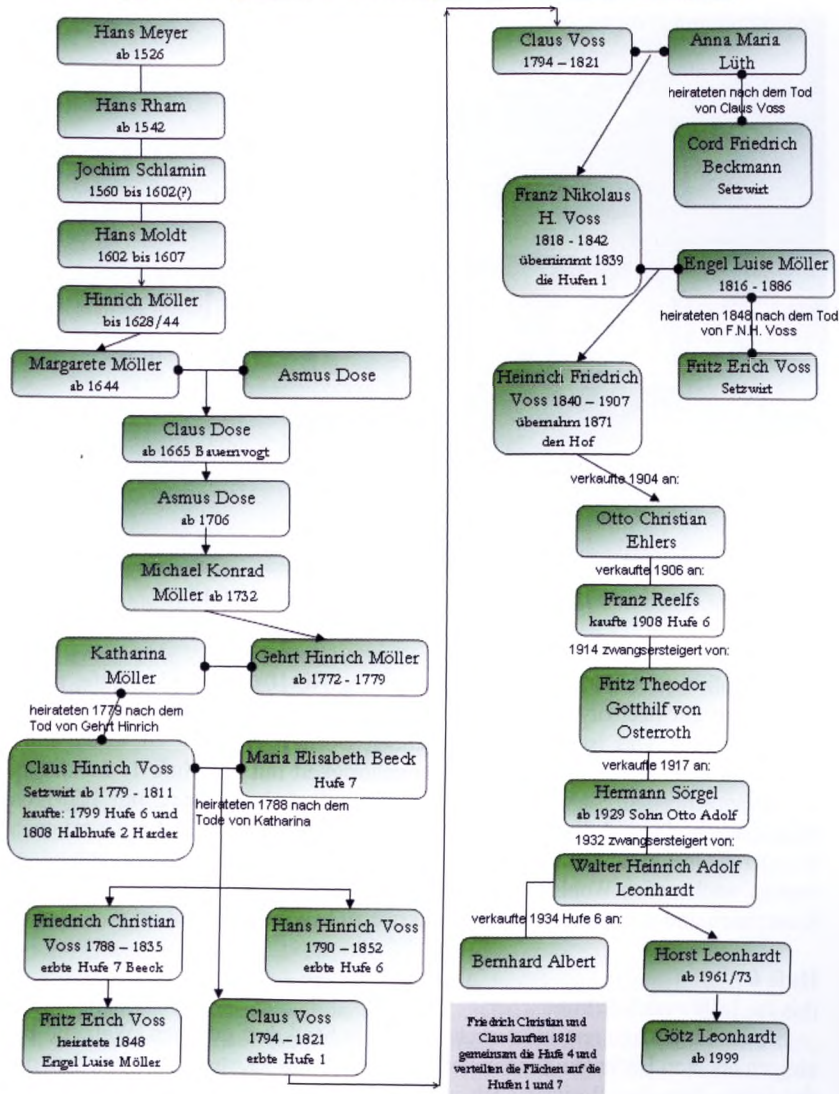 Hans Meyer
ab 1526
Hans Rham
ab 1542
Jochim Schlamin
1560 bis 1602(?)
Hans Moldt
1602 bis 1607
Hinrich Möller
bis 1628/44
Margarete Möller
ab 1644
Asmus Dose
Claus Dose
ab 1665 Bauernvogt
Asmus Dose
ab 1706
Michael Konrad
Möller ab 1732
Katharina
Möller
Gehrt Hinrich Möller
ab 1772 - 1779
heirateten 1779 nach dem
Tod von Gehrt Hinrich
Claus Hinrich Voss
Setzwirt ab 1779 - 1811
kaufte: 1799 Hufe 6 und
1808 Halbhufe 2 Harder
Maria Elisabeth Beeck
Hufe 7
heirateten 1788 nach dem
Tode von Katharina
Friedrich Christian
Voss 1788 – 1835
erbte Hufe 7 Beeck
Hans Hinrich Voss
1790 – 1852
erbte Hufe 6
Fritz Erich Voss
heiratete 1848
Engel Luise Möller
Claus Voss
1794 – 1821
erbte Hufe 1
Claus Voss
1794 – 1821
Anna Maria
Lüth
heirateten nach dem Tod
von Claus Voss
Cord Friedrich
Beckmann
Setzwirt
Franz Nikolaus
H. Voss
1818 - 1842
übernimmt 1839
die Hufen 1
Engel Luise Möller
1816 - 1886
heirateten 1848 nach dem Tod
von F.N.H. Voss
Fritz Erich Voss
Setzwirt
Heinrich Friedrich
Voss 1840 – 1907
übernahm 1871
den Hof
verkaufte 1904 an:
Otto Christian
Ehlers
verkaufte 1906 an:
Franz Reelfs
kaufte 1908 Hufe 6
1914 zwangsersteigert von:
Fritz Theodor
Gotthilf von
Osterroth
verkaufte 1917 an:
Hermann Sörgel
ab 1929 Sohn Otto Adolf
1932 zwangsersteigert von:
Walter Heinrich Adolf
Leonhardt
verkaufte 1934 Hufe 6 an:
Bernhard Albert
Horst Leonhardt
ab 1961/73
Götz Leonhardt
ab 1999
Friedrich Christian und
Claus kauften 1818
gemeinsam die Hufe 4 und
verteilten die Flächen auf die
Hufen 1 und 7